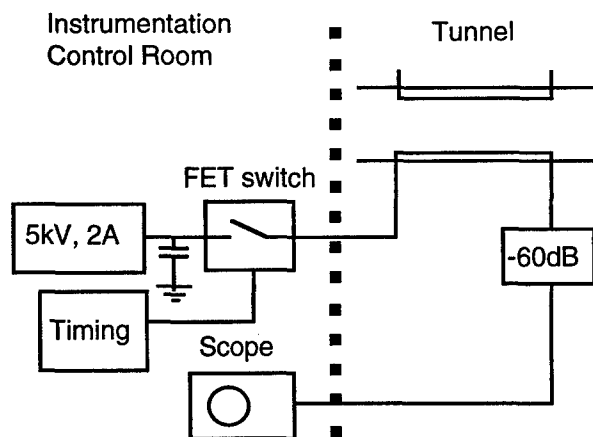 Instrumentation
Control Room
Tunnel
FET switch
5kV, 2A
-60dB
Timing
Scope